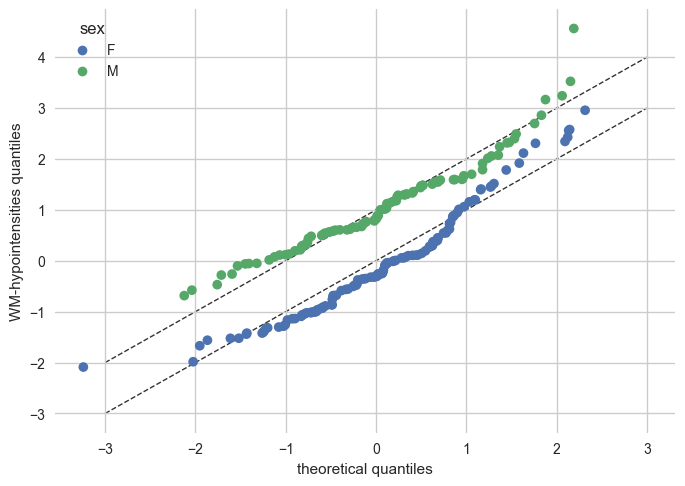 sex
F
M
4
3
2
1
0
−1
−2
−3
WM-hypointensities quantiles
−3 −2 −1 0 1 2 3
theoretical quantiles